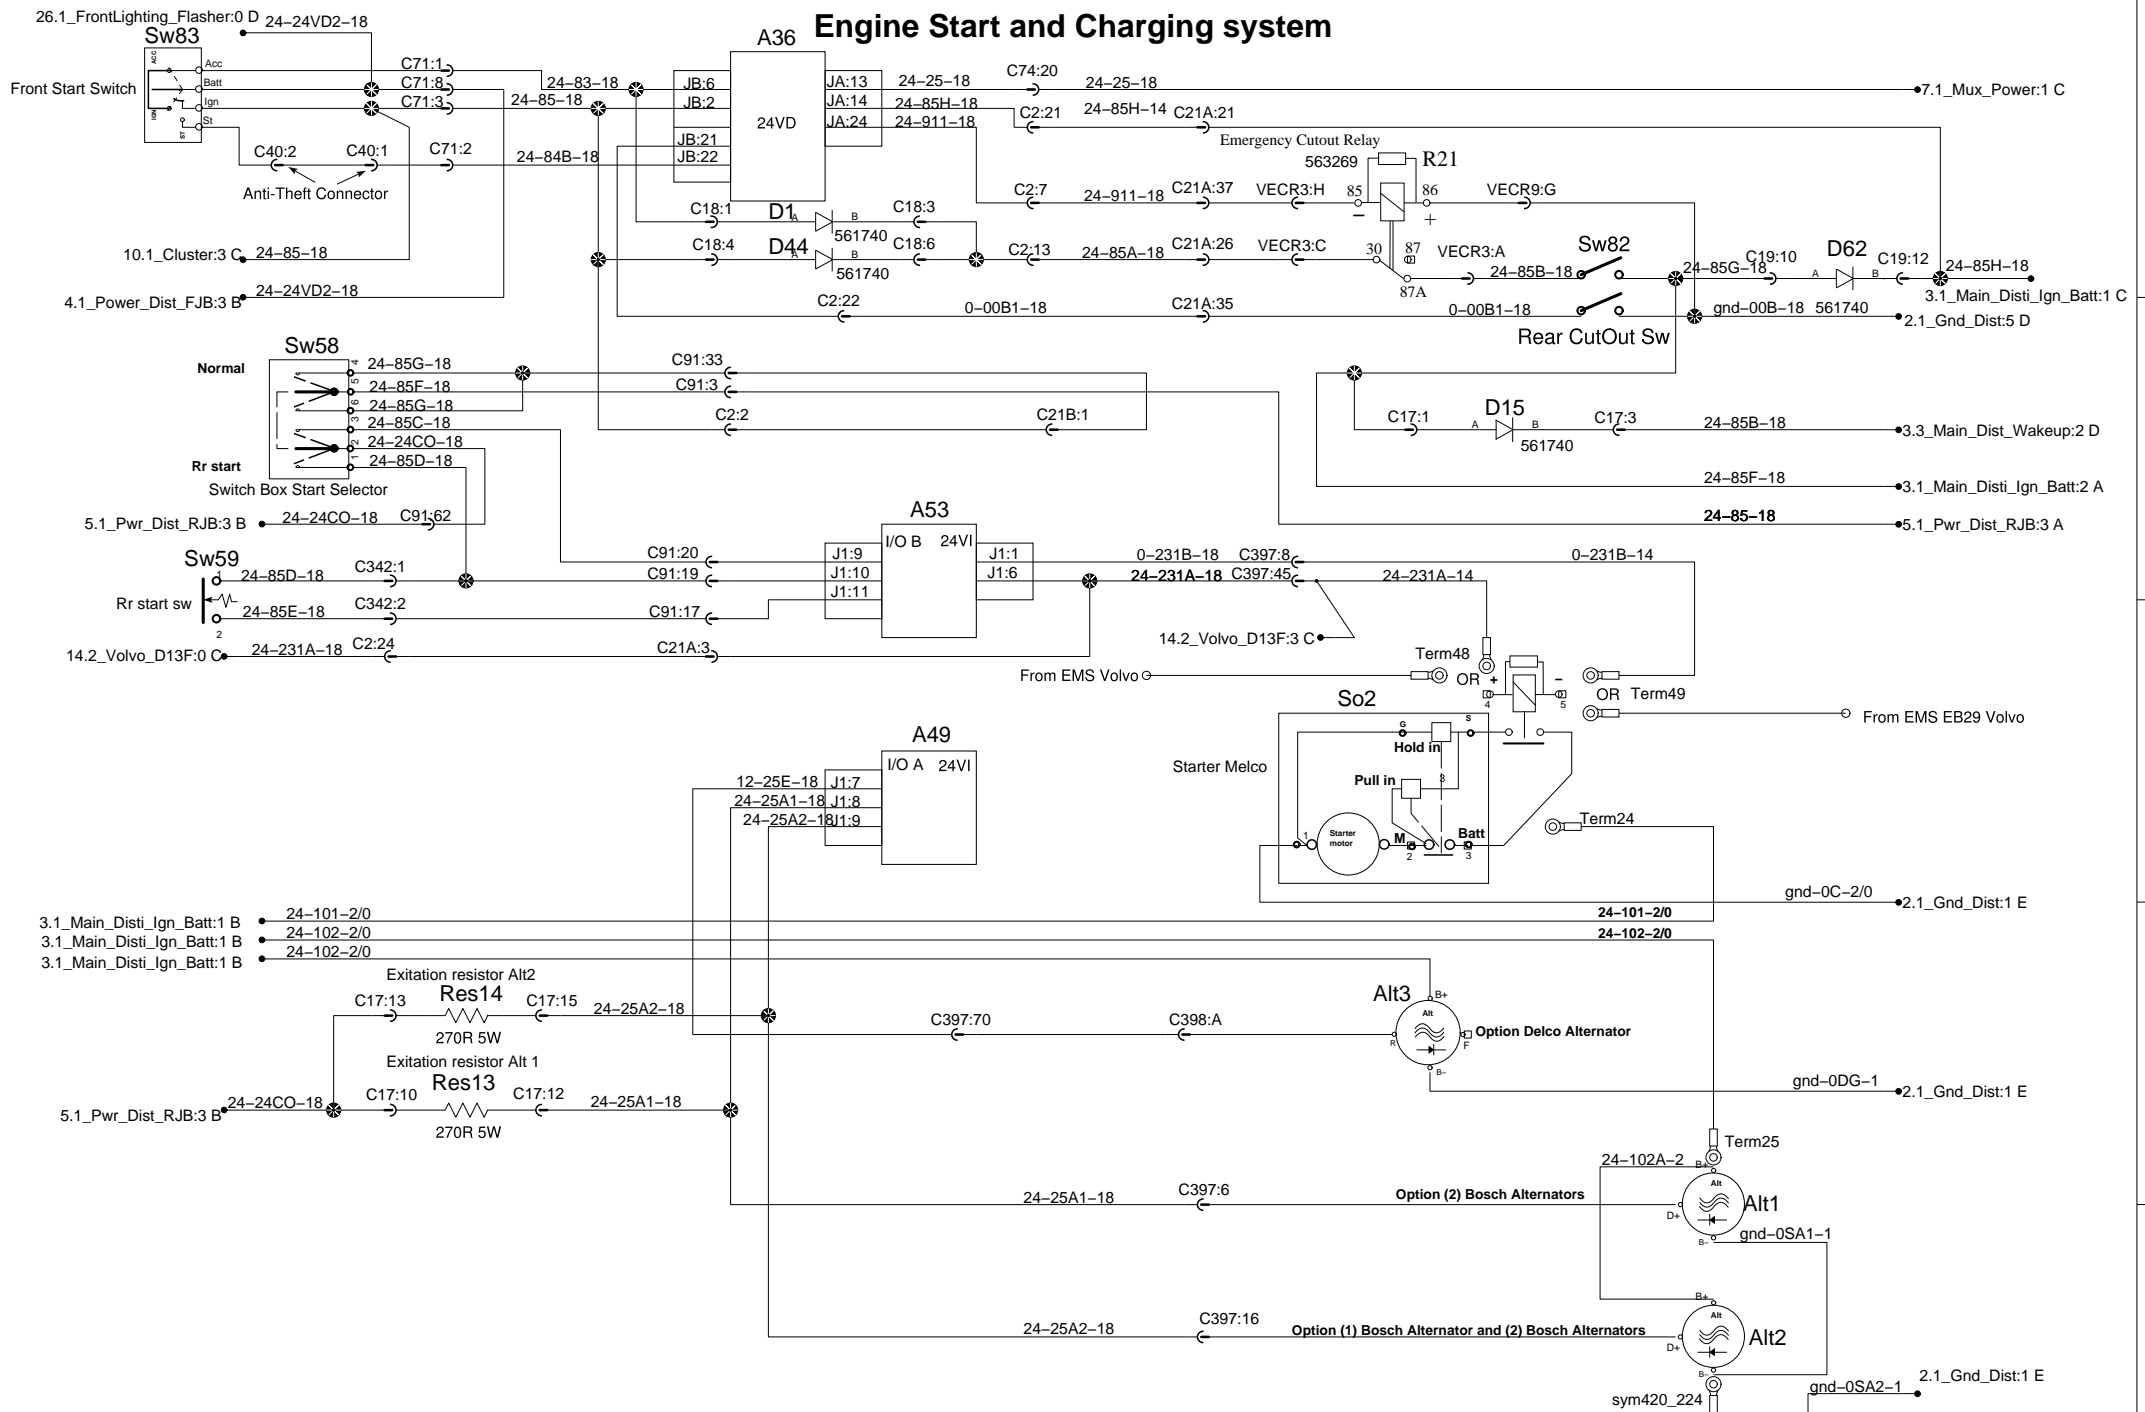 Engine Start and Charging system
26.1_FrontLighting_Flasher:0 D
24-24VD2-18
Sw83
A36
ACC
IGN
ST
Acc
Batt
Ign
St
Front Start Switch
C71:1
C71:8
C71:3
24-83-18
24-85-18
JB:6
JB:2
JB:21
JB:22
24VD
JA:13
JA:14
JA:24
24-25-18
C74:20
24-25-18
7.1_Mux_Power:1 C
24-85H-18
C2:21
24-85H-14
C21A:21
24-911-18
C40:2
C40:1
C71:2
24-84B-18
Anti-Theft Connector
Emergency Cutout Relay
563269
R21
C2:7
24-911-18
C21A:37
VECR3:H
85
86
VECR9:G
−
+
C18:1
D1
A
B
C18:3
561740
10.1_Cluster:3 C
24-85-18
C18:4
D44
A
B
C18:6
561740
C2:13
24-85A-18
C21A:26
VECR3:C
30
87
VECR3:A
87A
24-85B-18
Sw82
24-85G-18
C19:10
D62
A
B
C19:12
561740
24-85H-18
3.1_Main_Disti_Ign_Batt:1 C
4.1_Power_Dist_FJB:3 B
24-24VD2-18
C2:22
0-00B1-18
C21A:35
0-00B1-18
gnd-00B-18
2.1_Gnd_Dist:5 D
Rear CutOut Sw
Sw58
Normal
Rr start
4
5
6
3
2
1
24-85G-18
24-85F-18
24-85G-18
24-85C-18
24-24CO-18
24-85D-18
Switch Box Start Selector
C91:33
C91:3
C2:2
C21B:1
C17:1
D15
A
B
C17:3
561740
24-85B-18
3.3_Main_Dist_Wakeup:2 D
24-85F-18
3.1_Main_Disti_Ign_Batt:2 A
24-85-18
5.1_Pwr_Dist_RJB:3 A
5.1_Pwr_Dist_RJB:3 B
24-24CO-18
C91:62
Sw59
1
2
24-85D-18
C342:1
Rr start sw
24-85E-18
C342:2
14.2_Volvo_D13F:0 C
24-231A-18
C2:24
C21A:3
A53
I/O B
24VI
C91:20
C91:19
C91:17
J1:9
J1:10
J1:11
J1:1
J1:6
0-231B-18
C397:8
0-231B-14
24-231A-18
C397:45
24-231A-14
14.2_Volvo_D13F:3 C
From EMS Volvo
Term48
OR
+
−
4
5
OR
Term49
From EMS EB29 Volvo
So2
Starter Melco
G
S
Hold in
Pull in
3
1
Starter
motor
M
2
Batt
3
Term24
A49
I/O A
24VI
12-25E-18
J1:7
24-25A1-18
J1:8
24-25A2-18
J1:9
gnd-0C-2/0
2.1_Gnd_Dist:1 E
3.1_Main_Disti_Ign_Batt:1 B
24-101-2/0
24-101-2/0
3.1_Main_Disti_Ign_Batt:1 B
24-102-2/0
24-102-2/0
3.1_Main_Disti_Ign_Batt:1 B
24-102-2/0
Exitation resistor Alt2
C17:13
Res14
C17:15
24-25A2-18
270R 5W
C397:70
C398:A
Alt3
B+
Alt
R
F
B−
Option Delco Alternator
gnd-0DG-1
2.1_Gnd_Dist:1 E
Exitation resistor Alt 1
5.1_Pwr_Dist_RJB:3 B
24-24CO-18
C17:10
Res13
C17:12
24-25A1-18
270R 5W
Term25
24-102A-2
B+
Alt
Alt1
D+
B−
24-25A1-18
C397:6
Option (2) Bosch Alternators
gnd-0SA1-1
24-25A2-18
C397:16
Option (1) Bosch Alternator and (2) Bosch Alternators
B+
Alt
Alt2
D+
B−
sym420_224
gnd-0SA2-1
2.1_Gnd_Dist:1 E